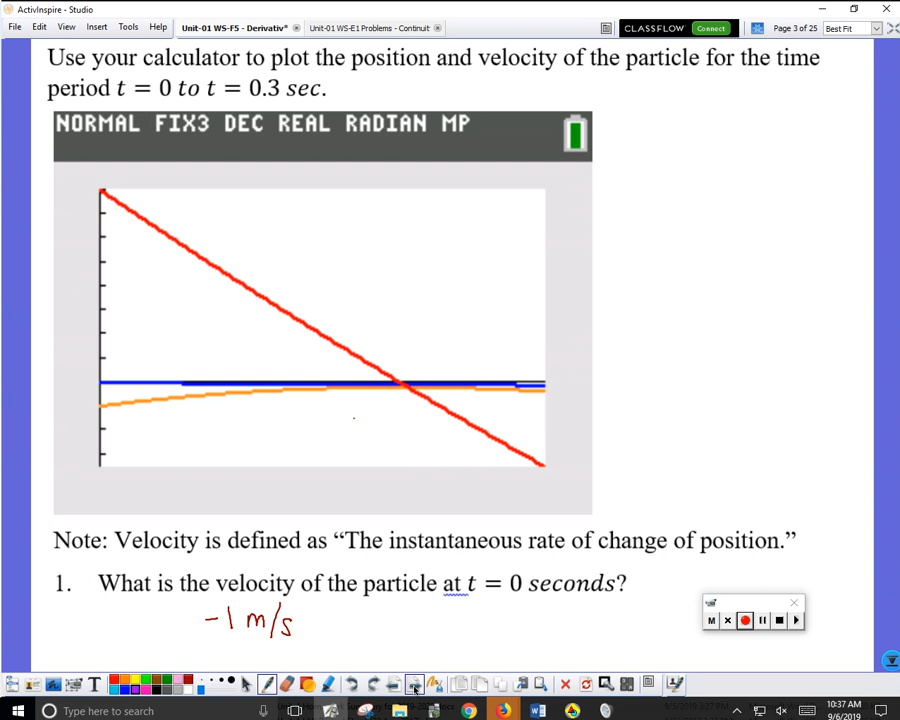 ActivInspire - Studio
File Edit View Insert Tools Help Unit-01 WS-F5 - Derivativ* Unit-01 WS-E1 Problems - Continuit CLASSFLOW Connect Page 3 of 25 Best Fit
Use your calculator to plot the position and velocity of the particle for the time
period t = 0 to t = 0.3 sec.
NORMAL FIX3 DEC REAL RADIAN MP
Note: Velocity is defined as “The instantaneous rate of change of position.”
1. What is the velocity of the particle at t = 0 seconds?
-1 m/s
M
T
Type here to search
10:37 AM
9/6/2019